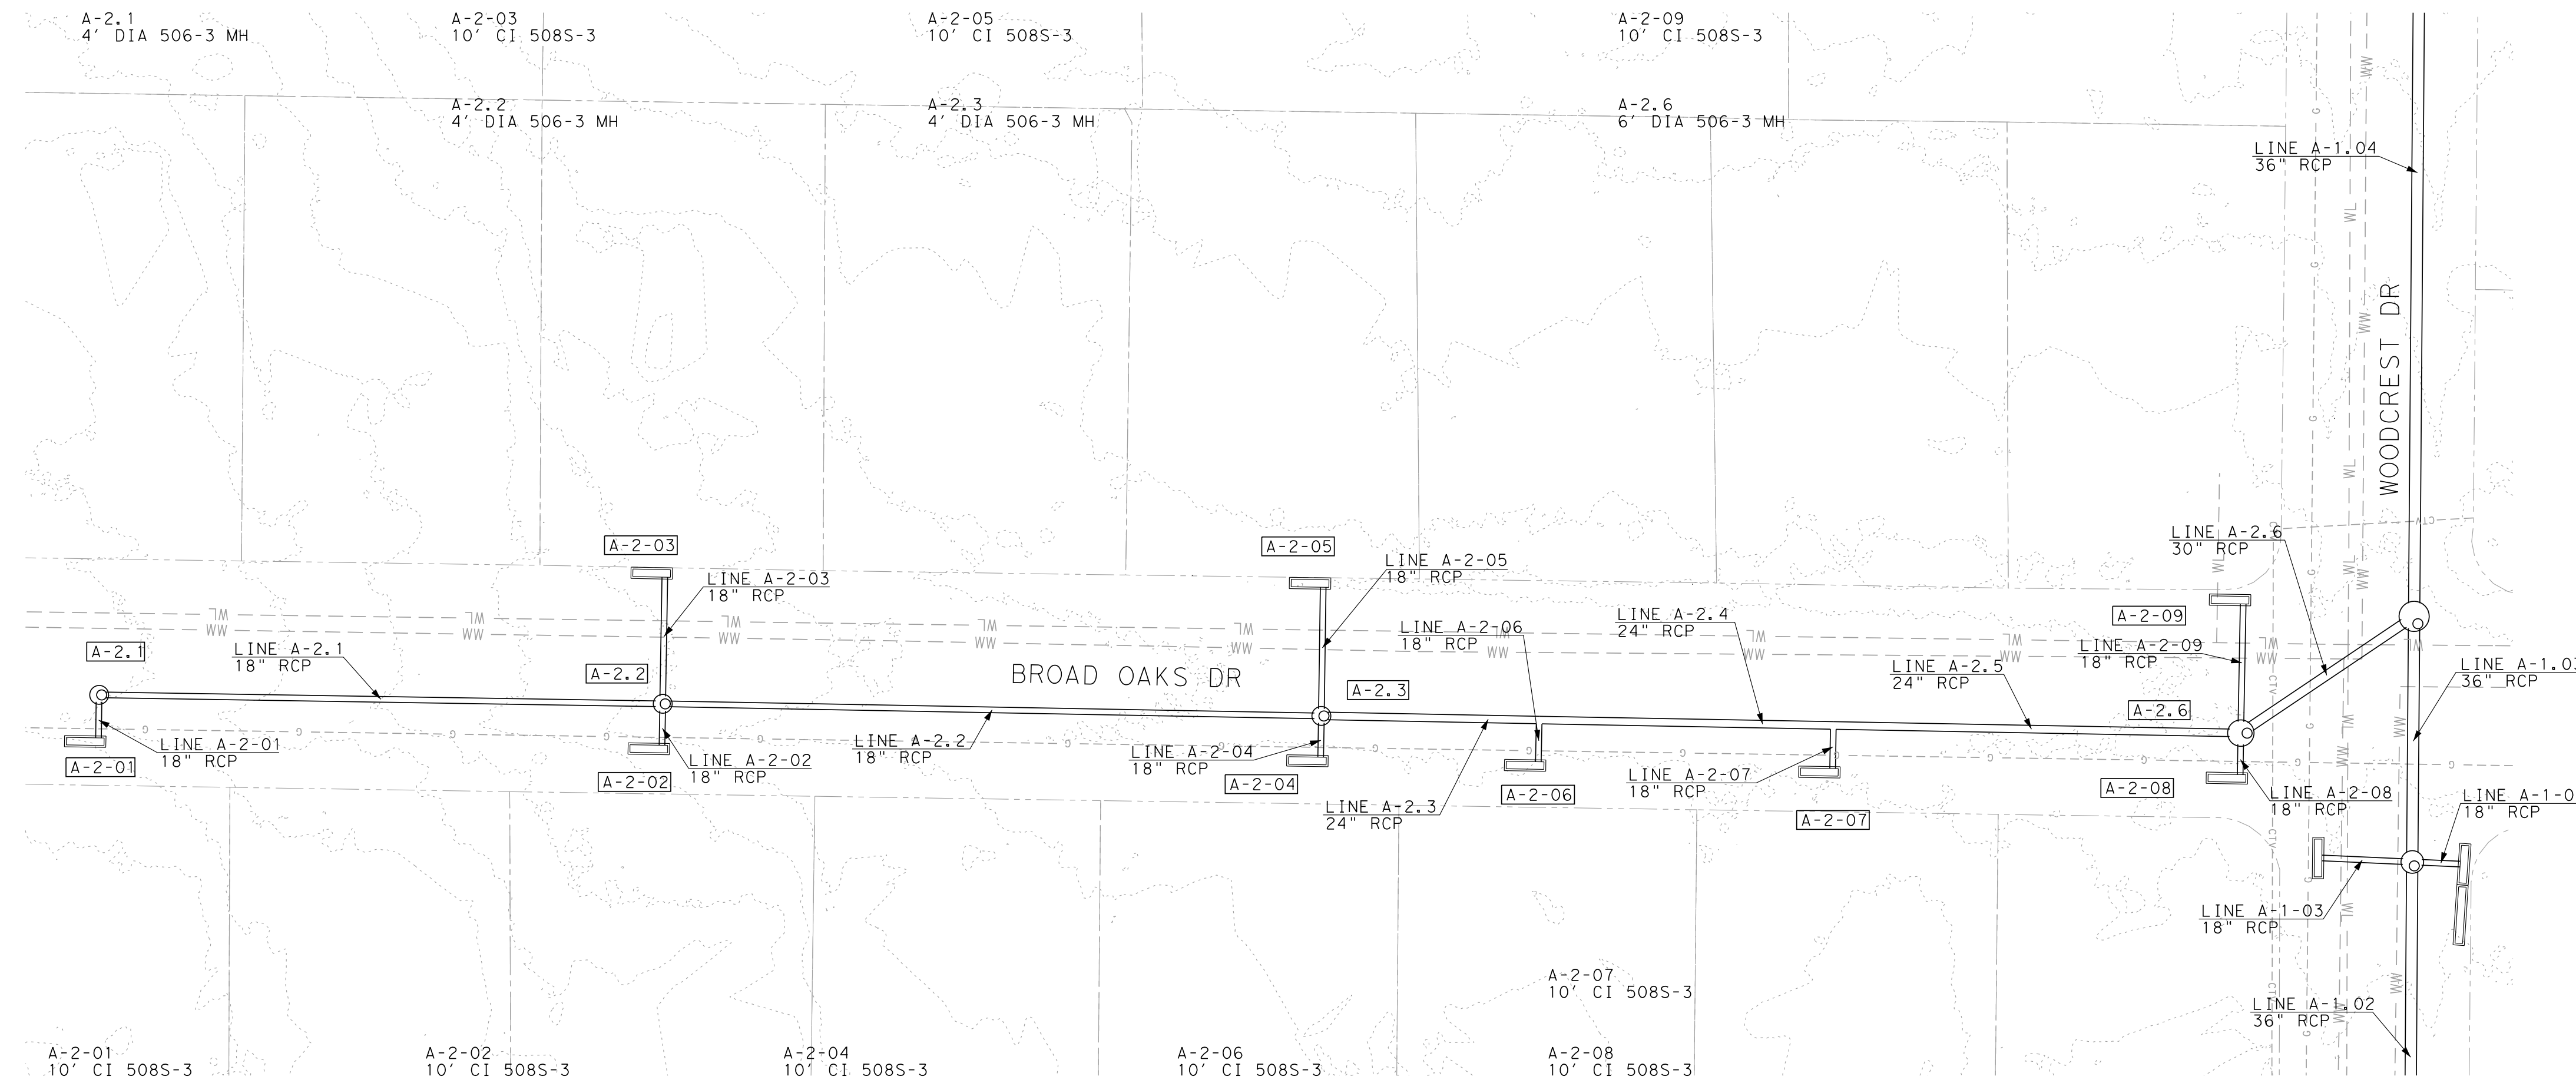 A-2.1
4' DIA 506-3 MH
A-2-03
10' CI 508S-3
A-2-05
10' CI 508S-3
A-2-09
10' CI 508S-3
A-2.2
4' DIA 506-3 MH
A-2.3
4' DIA 506-3 MH
A-2.6
6' DIA 506-3 MH
LINE A-1.04
36" RCP
WOODCREST DR
A-2-03
A-2-05
LINE A-2-03
18" RCP
LINE A-2-05
18" RCP
LINE A-2.6
30" RCP
A-2.1
LINE A-2.1
18" RCP
A-2.2
BROAD OAKS DR
A-2.3
LINE A-2-06
18" RCP
LINE A-2.4
24" RCP
LINE A-2.5
24" RCP
A-2-09
LINE A-2-09
18" RCP
A-2.6
36" RCP
LINE A-2-01
18" RCP
A-2-01
LINE A-2-02
18" RCP
A-2-02
LINE A-2.2
18" RCP
LINE A-2-04
18" RCP
A-2-04
LINE A-2.3
24" RCP
A-2-06
LINE A-2-07
18" RCP
A-2-07
A-2-08
LINE A-2-08
18" RCP
18" RCP
LINE A-1-03
18" RCP
LINE A-1.02
36" RCP
A-2-07
10' CI 508S-3
A-2-01
10' CI 508S-3
A-2-02
10' CI 508S-3
A-2-04
10' CI 508S-3
A-2-06
10' CI 508S-3
A-2-08
10' CI 508S-3
WL
WW
G
CTV